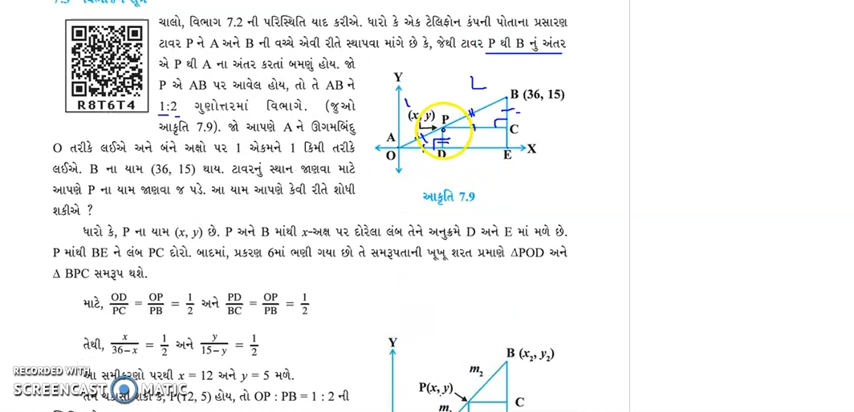 7.3 વિભાજન સૂત્ર
ચાલો, વિભાગ 7.2 ની પરિસ્થિતિ યાદ કરીએ. ધારો કે એક ટેલિફોન કંપની પોતાના પ્રસારણ
ટાવર P ને A અને B ની વચ્ચે એવી રીતે સ્થાપવા માંગે છે કે, જેથી ટાવર P થી B નું અંતર
એ P થી A ના અંતર કરતાં બમણું હોય. જો
P એ AB પર આવેલ હોય, તો તે AB ને
1:2 ગુણોત્તરમાં વિભાગે. (જુઓ
આકૃતિ 7.9). જો આપણે A ને ઊગમબિંદુ
O તરીકે લઈએ અને બંને અક્ષો પર 1 એકમને 1 કિમી તરીકે
લઈએ. B ના યામ (36, 15) થાય. ટાવરનું સ્થાન જાણવા માટે
આપણે P ના યામ જાણવા જ પડે. આ યામ આપણે કેવી રીતે શોધી
શકીએ ?
R8T6T4
Y
L
B (36, 15)
(x, y) P
C
A
O
D
E
X
આકૃતિ 7.9
ધારો કે, P ના યામ (x, y) છે. P અને B માંથી x-અક્ષ પર દોરેલા લંબ તેને અનુક્રમે D અને E માં મળે છે.
P માંથી BE ને લંબ PC દોરો. બાદમાં, પ્રકરણ 6માં ભણી ગયા છો તે સમરૂપતાની ખૂખૂ શરત પ્રમાણે ΔPOD અને
Δ BPC સમરૂપ થશે.
માટે, OD/PC = OP/PB = 1/2 અને PD/BC = OP/PB = 1/2
તેથી, x/36−x = 1/2 અને y/15−y = 1/2
આ સમીકરણો પરથી x = 12 અને y = 5 મળે.
P(12, 5) હોય, તો OP : PB = 1 : 2 ની
RECORDED WITH
SCREENCAST MATIC
Y
B (x₂, y₂)
m₂
P(x, y)
C